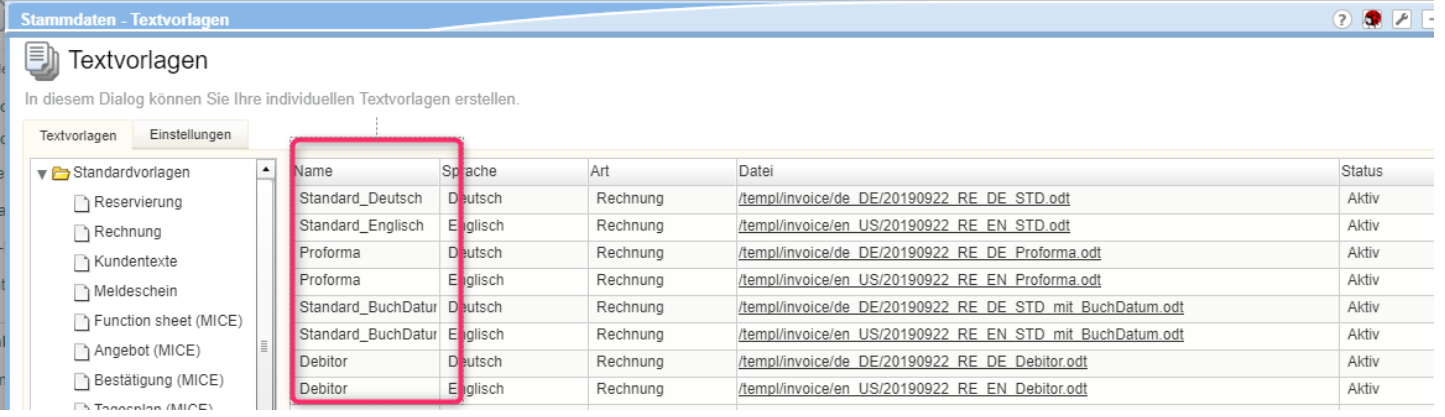 Stammdaten - Textvorlagen
?
Textvorlagen
In diesem Dialog können Sie Ihre individuellen Textvorlagen erstellen.
Textvorlagen Einstellungen
Standardvorlagen
Reservierung
Rechnung
Kundentexte
Meldeschein
Function sheet (MICE)
Angebot (MICE)
Bestätigung (MICE)
Tagesplan (MICE)
Name Sprache Art Datei Status
Standard_Deutsch Deutsch Rechnung /templ/invoice/de_DE/20190922_RE_DE_STD.odt Aktiv
Standard_Englisch Englisch Rechnung /templ/invoice/en_US/20190922_RE_EN_STD.odt Aktiv
Proforma Deutsch Rechnung /templ/invoice/de_DE/20190922_RE_DE_Proforma.odt Aktiv
Proforma Englisch Rechnung /templ/invoice/en_US/20190922_RE_EN_Proforma.odt Aktiv
Standard_BuchDatum Deutsch Rechnung /templ/invoice/de_DE/20190922_RE_DE_STD_mit_BuchDatum.odt Aktiv
Standard_BuchDatum Englisch Rechnung /templ/invoice/en_US/20190922_RE_EN_STD_mit_BuchDatum.odt Aktiv
Debitor Deutsch Rechnung /templ/invoice/de_DE/20190922_RE_DE_Debitor.odt Aktiv
Debitor Englisch Rechnung /templ/invoice/en_US/20190922_RE_EN_Debitor.odt Aktiv